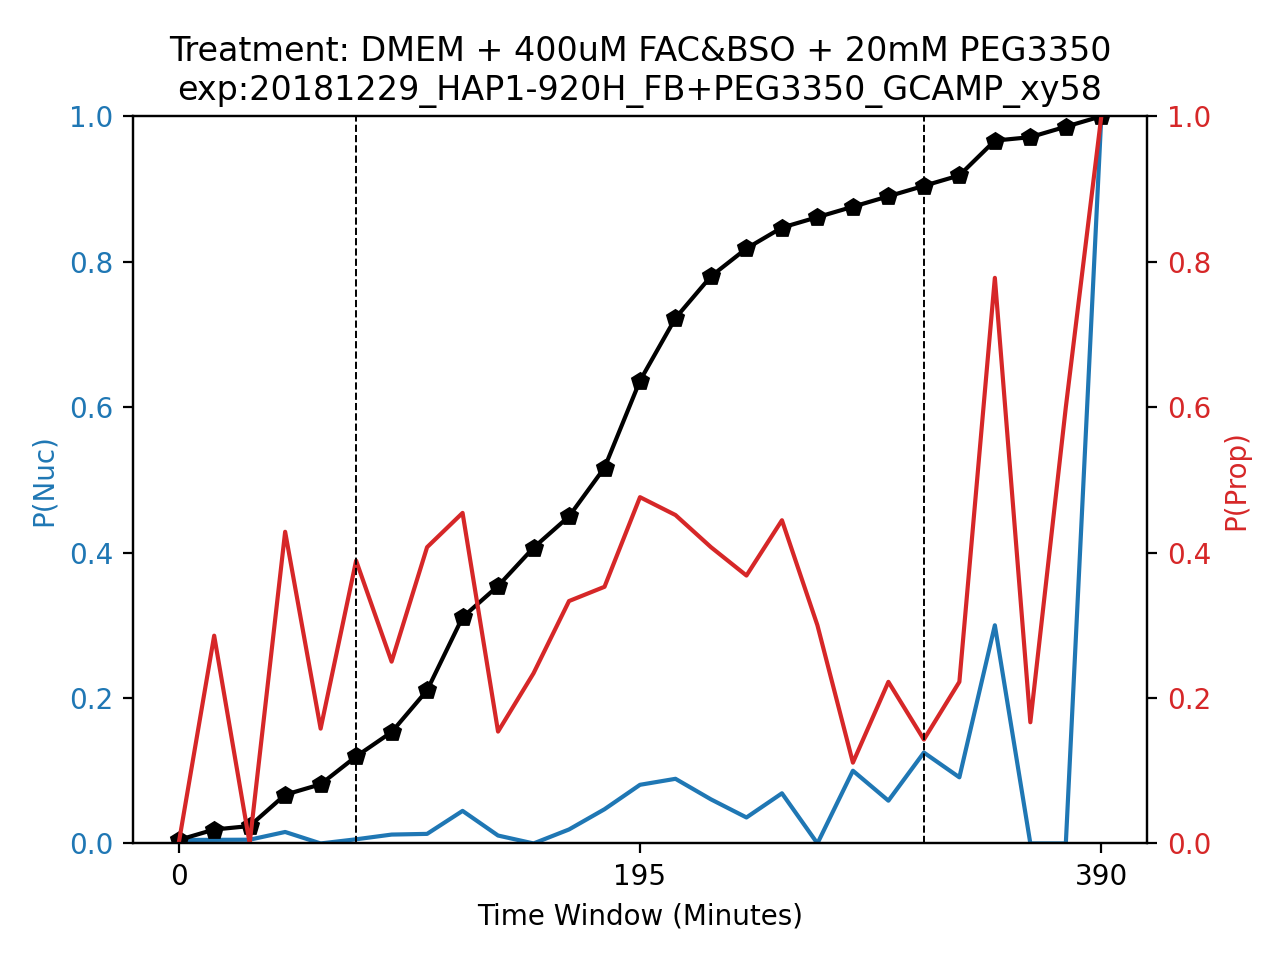 Treatment: DMEM + 400uM FAC&BSO + 20mM PEG3350
exp:20181229_HAP1-920H_FB+PEG3350_GCAMP_xy58
1.0
0.8
0.6
0.4
0.2
0.0
P(Nuc)
1.0
0.8
0.6
0.4
0.2
0.0
P(Prop)
0 195 390
Time Window (Minutes)